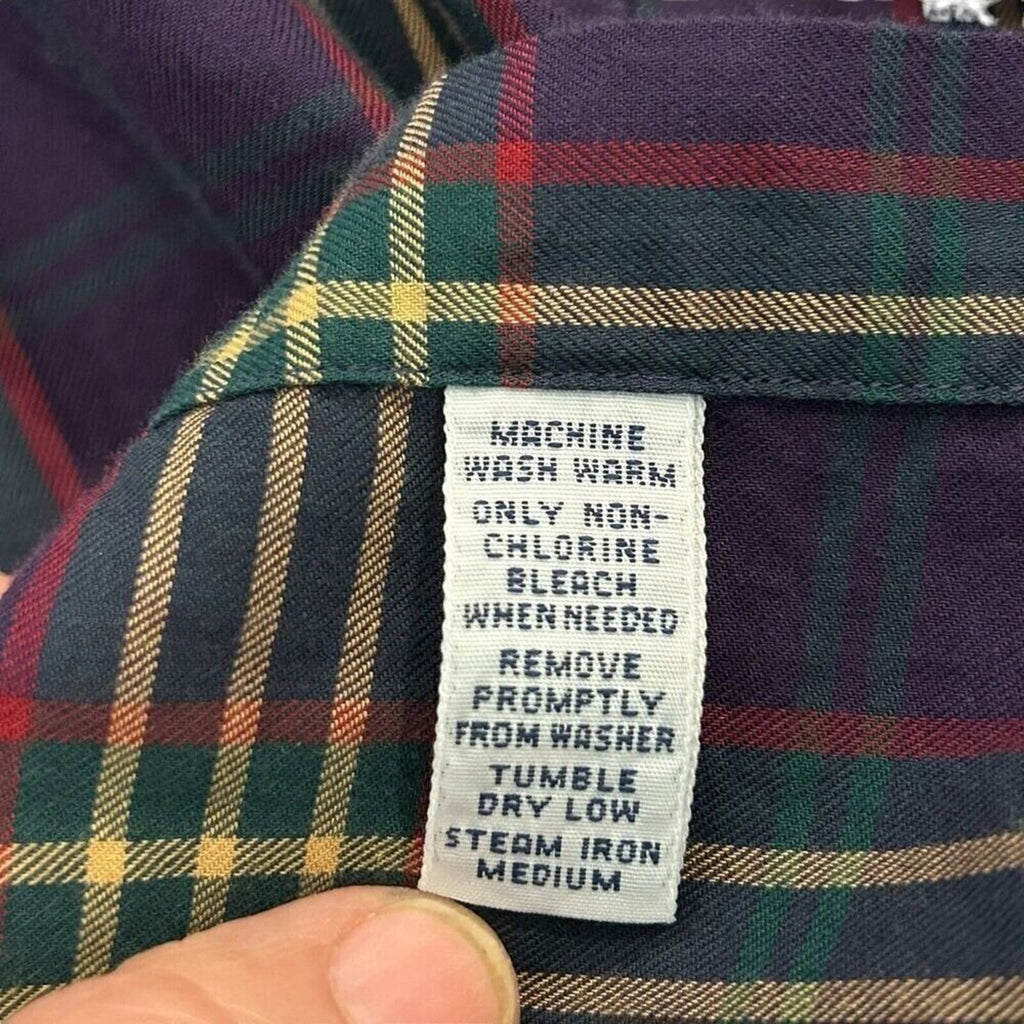 MACHINE
WASH WARM
ONLY NON-
CHLORINE
BLEACH
WHEN NEEDED
REMOVE
PROMPTLY
FROM WASHER
TUMBLE
DRY LOW
STEAM IRON
MEDIUM